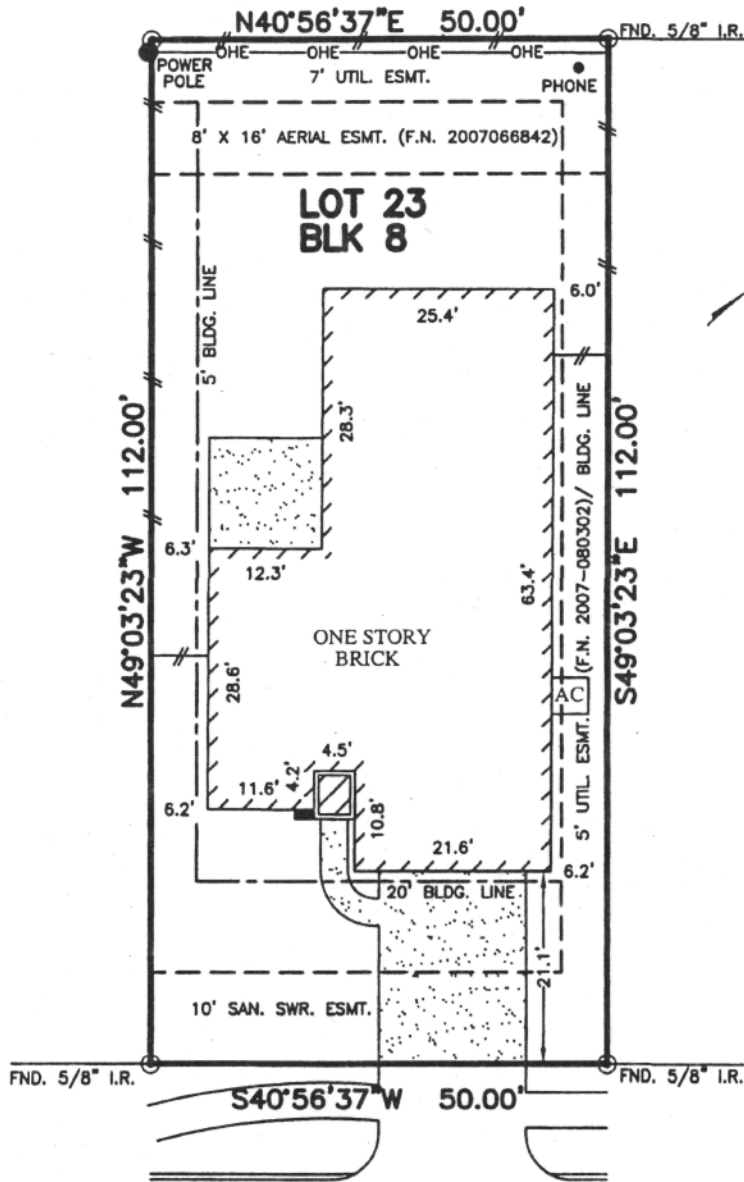 N40°56'37"E 50.00'
FND. 5/8" I.R.
OHE OHE OHE OHE
POWER
POLE
7' UTIL. ESMT.
PHONE
8' X 16' AERIAL ESMT. (F.N. 2007066842)
LOT 23
BLK 8
5' BLDG. LINE
6.0'
25.4'
28.3'
N49°03'23"W 112.00'
S49°03'23"E 112.00'
5' UTIL ESMT. (F.N. 2007-080302)/ BLDG. LINE
6.3'
12.3'
63.4'
ONE STORY
BRICK
28.6'
AC
4.5'
4.2'
11.6'
6.2'
10.8'
21.6'
6.2'
20' BLDG. LINE
21.1'
10' SAN. SWR. ESMT.
FND. 5/8" I.R.
FND. 5/8" I.R.
S40°56'37"W 50.00'